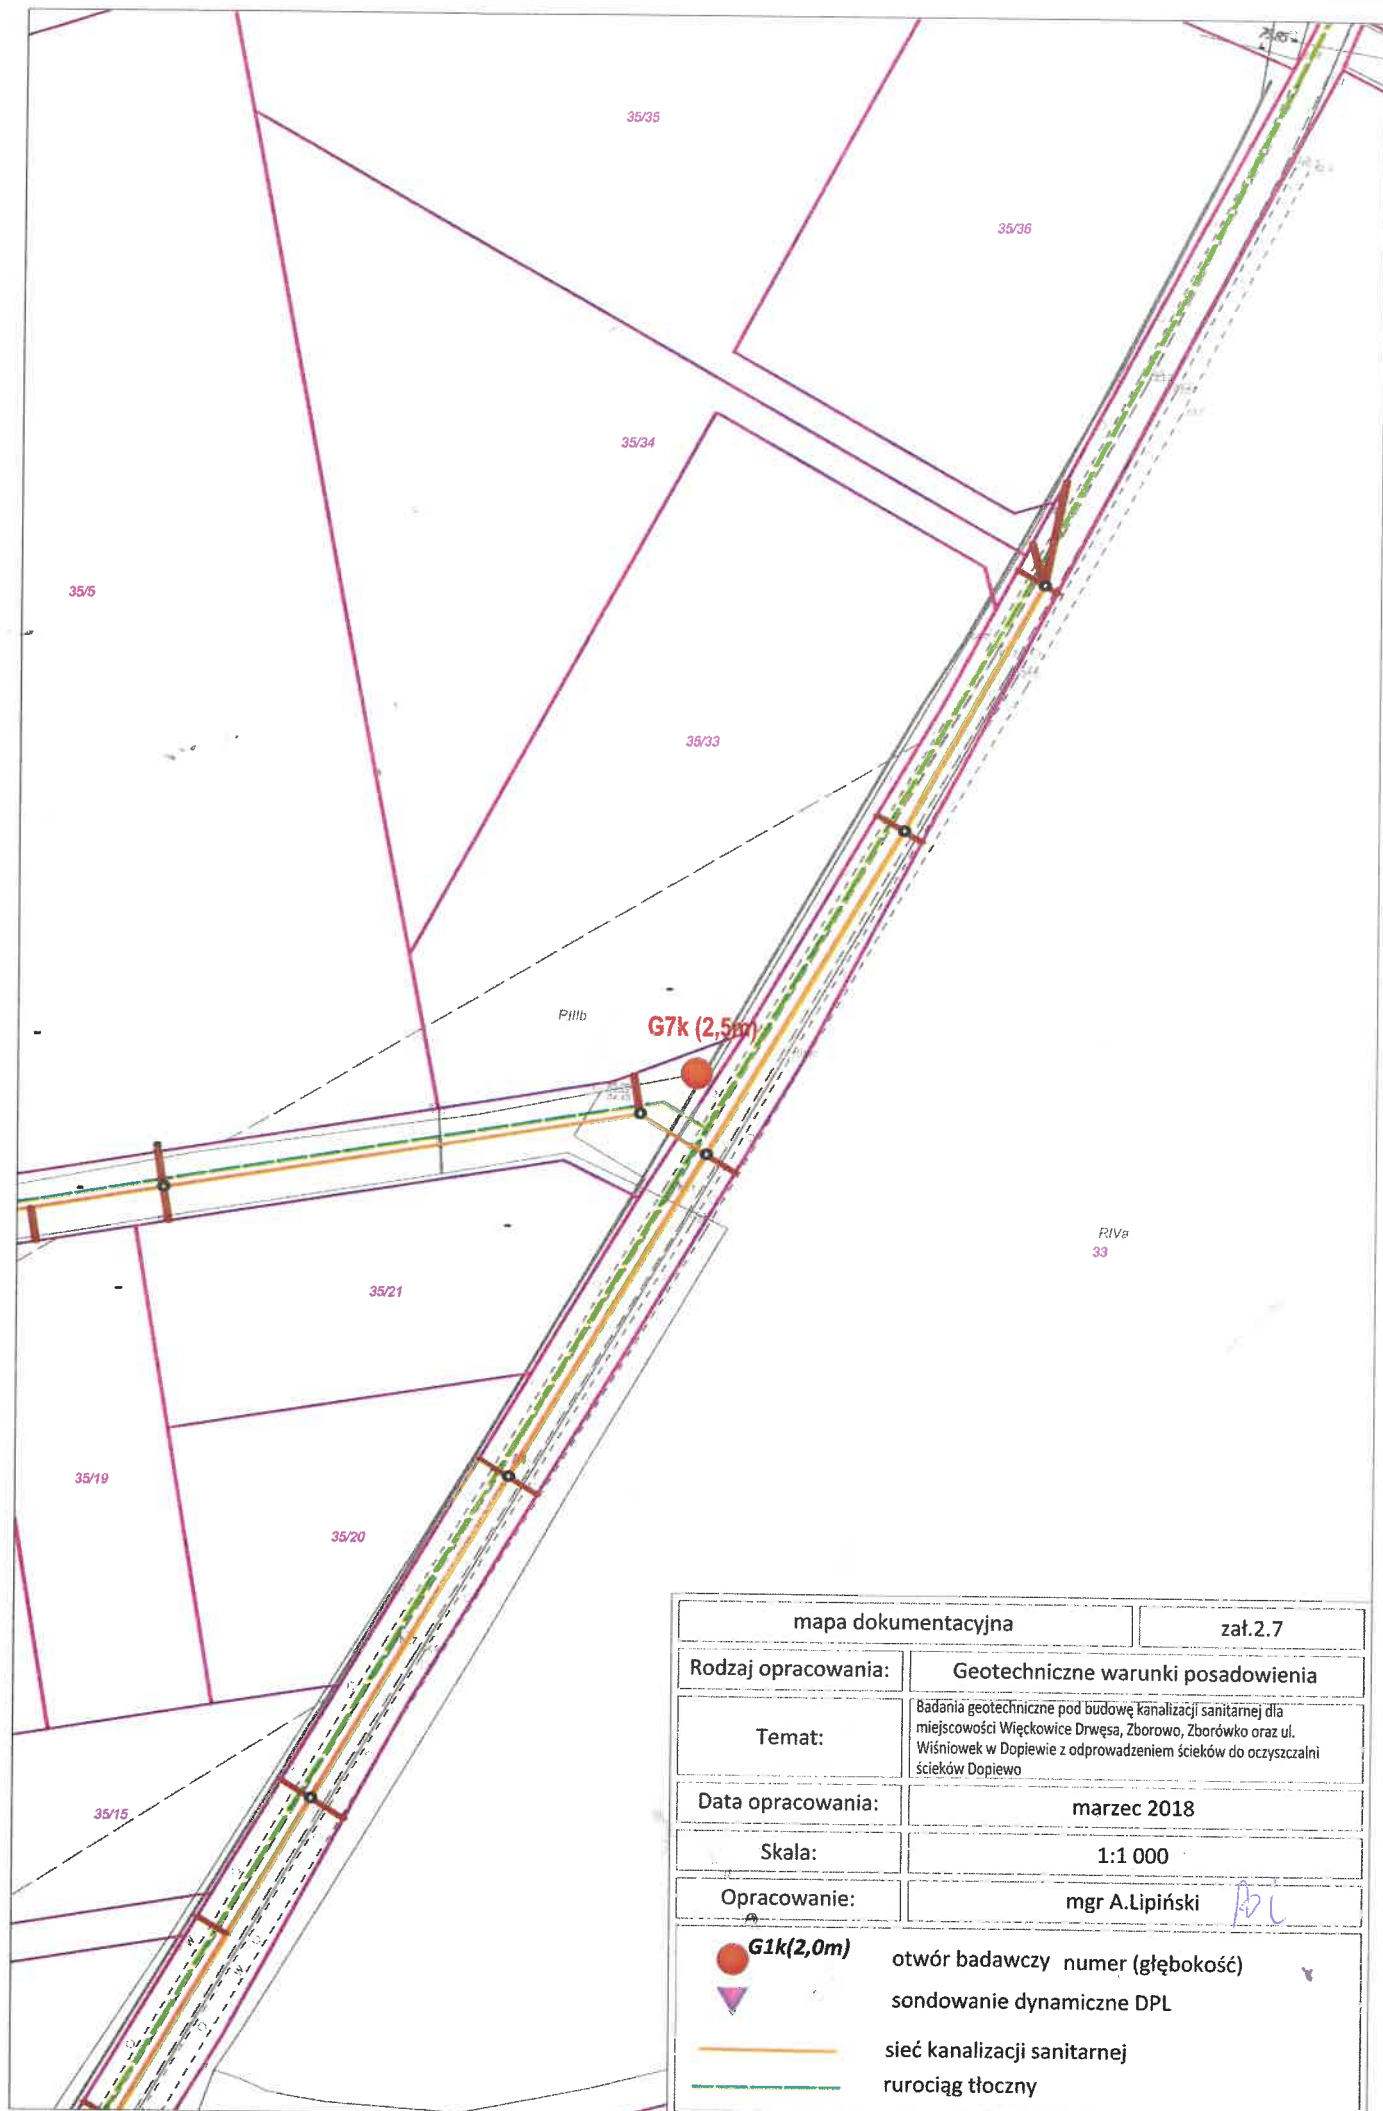 75.85
35/35
35/36
35/34
35/5
35/33
RIIIb
G7k (2,5m)
RIVa
33
35/21
35/19
35/20
35/15
mapa dokumentacyjna
zał.2.7
Rodzaj opracowania:
Geotechniczne warunki posadowienia
Temat:
Badania geotechniczne pod budowę kanalizacji sanitarnej dla
miejscowości Więckowice Drwęsa, Zborowo, Zborówko oraz ul.
Wiśniowek w Dopiewie z odprowadzeniem ścieków do oczyszczalni
ścieków Dopiewo
Data opracowania:
marzec 2018
Skala:
1:1 000
Opracowanie:
mgr A.Lipiński
G1k(2,0m)
otwór badawczy numer (głębokość)
sondowanie dynamiczne DPL
sieć kanalizacji sanitarnej
rurociąg tłoczny